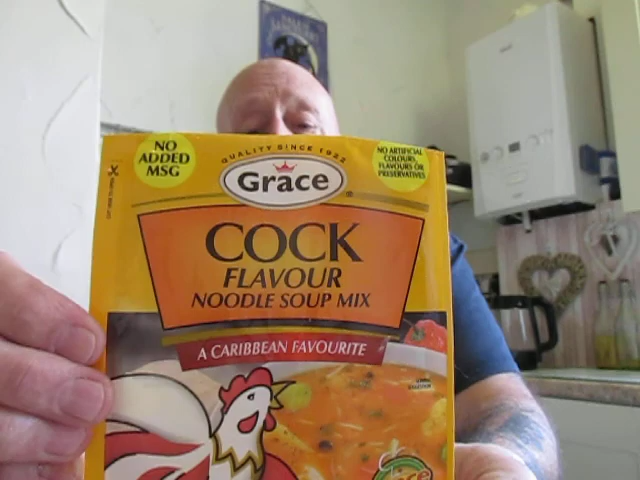 NO
ADDED
MSG
QUALITY SINCE 1922
Grace
NO ARTIFICIAL
COLOURS,
FLAVOURS OR
PRESERVATIVES
COCK
FLAVOUR
NOODLE SOUP MIX
A CARIBBEAN FAVOURITE